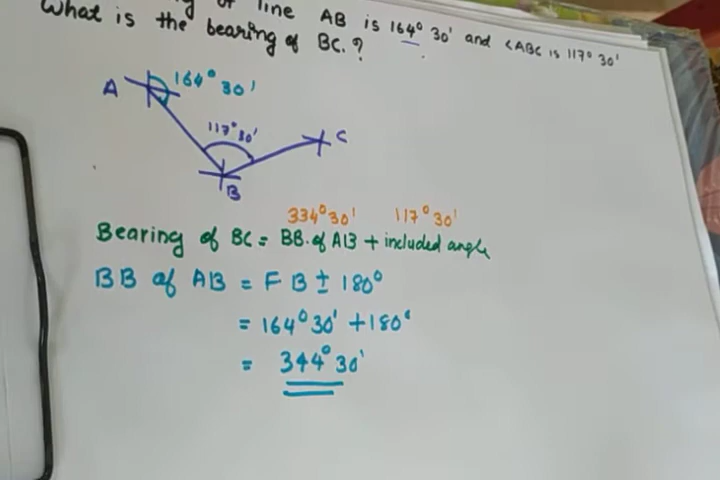 of line AB is 164° 30' and <ABC is 117° 30'
What is the bearing of BC.?
A
164° 30'
117° 30'
C
B
334° 30' 117° 30'
Bearing of BC = BB. of AB + included angle
BB of AB = FB ± 180°
= 164° 30' + 180°
= 344° 30'